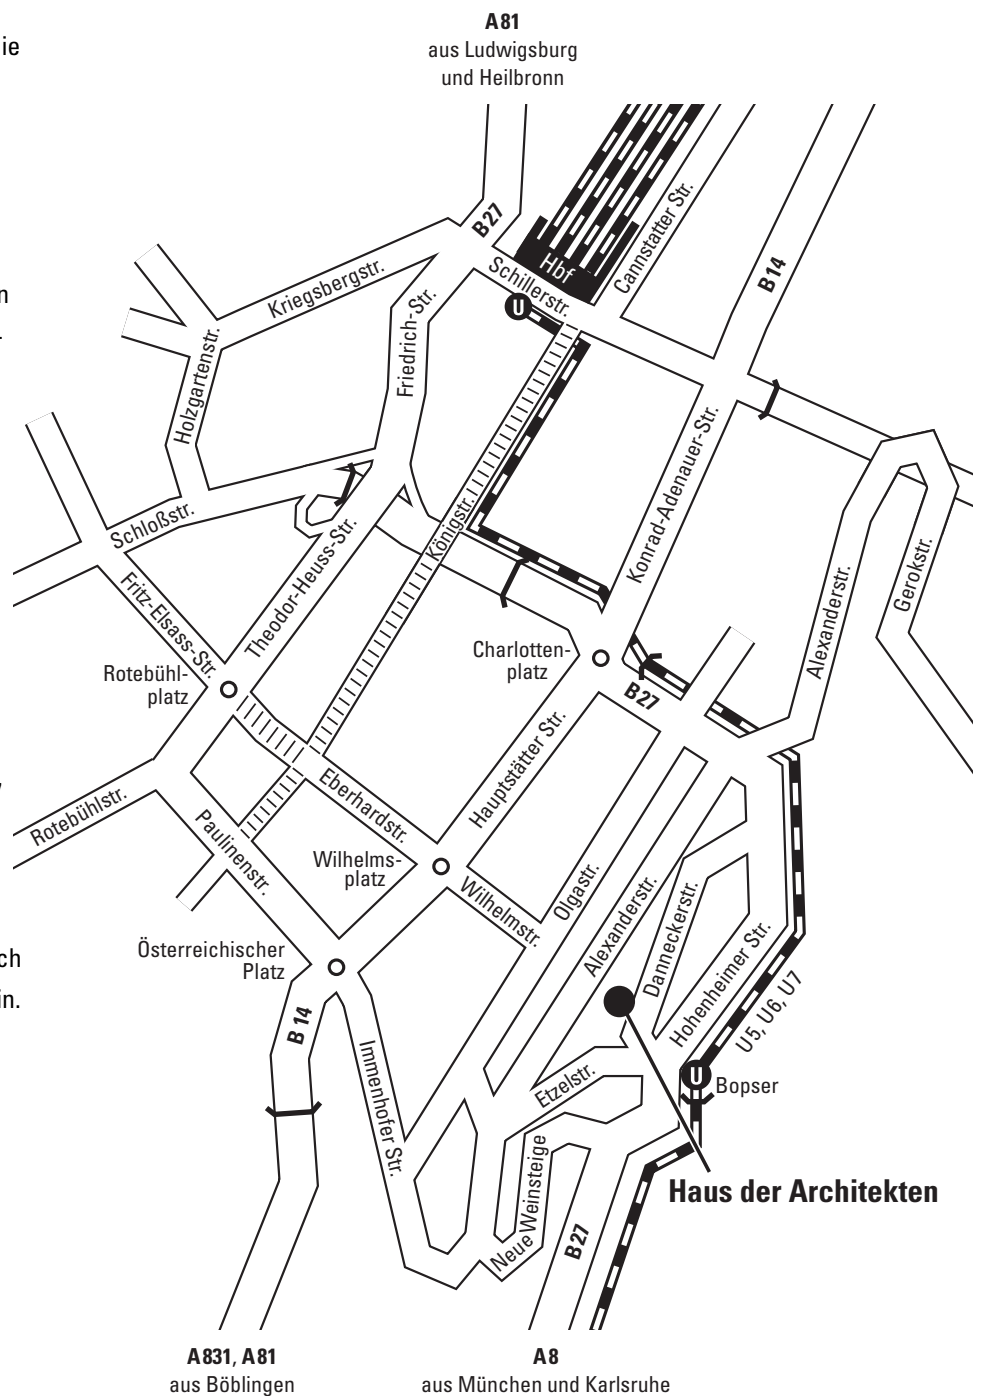 A81
aus Ludwigsburg
und Heilbronn
ie
B27
Hbf
Cannstatter Str.
B14
Schillerstr.
Kriegsbergstr.
U
n
Friedrich-Str.
Holzgartenstr.
Konrad-Adenauer-Str.
Schloßstr.
Königstr.
Theodor-Heuss-Str.
Fritz-Elsass-Str.
Gerokstr.
Alexanderstr.
Charlotten-
platz
Rotebühl-
platz
B27
Hauptstätter Str.
Eberhardstr.
Rotebühlstr.
Paulinenstr.
Wilhelms-
platz
Wilhelmstr.
Olgastr.
Alexanderstr.
Danneckerstr.
Hohenheimer Str.
Österreichischer
Platz
ch
in.
U5, U6, U7
B 14
Immenhofer Str.
Etzelstr.
U
Bopser
Neue Weinsteige
Haus der Architekten
B27
A831, A81
aus Böblingen
A8
aus München und Karlsruhe